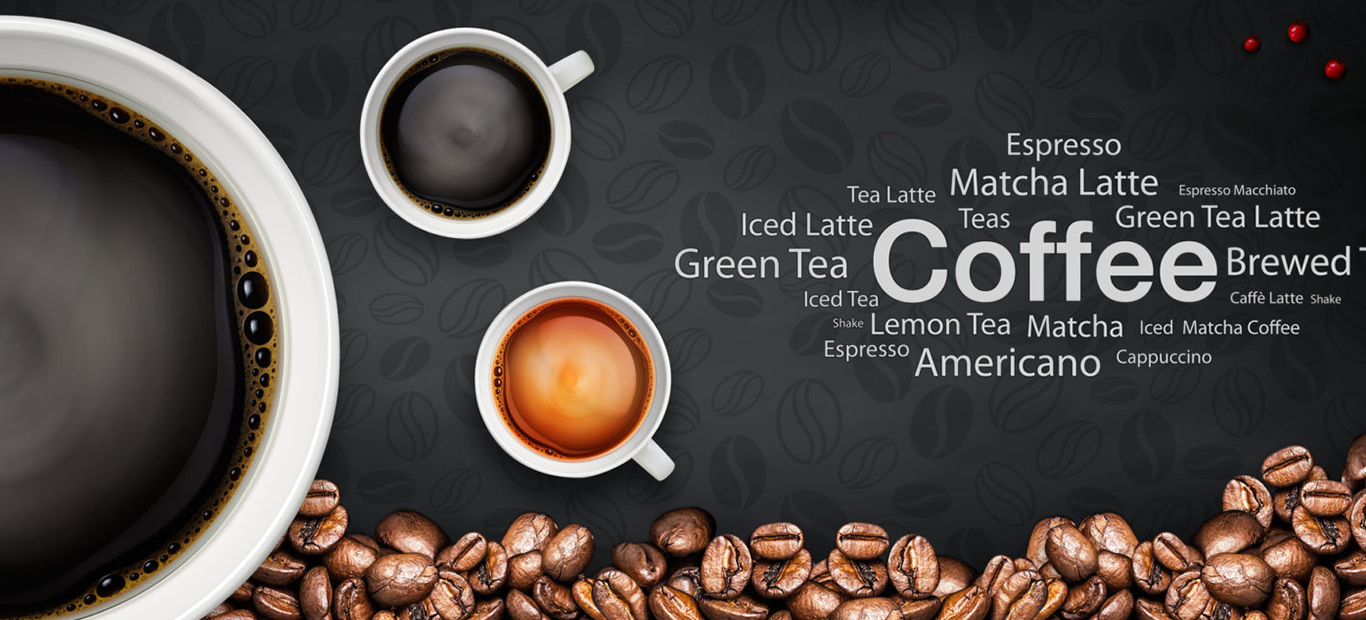 Espresso
Matcha Latte
Espresso Macchiato
Tea Latte
Iced Latte
Teas
Green Tea Latte
Green Tea
Coffee
Brewed
Iced Tea
Caffè Latte
Shake
Shake
Lemon Tea
Matcha
Iced Matcha Coffee
Espresso
Americano
Cappuccino